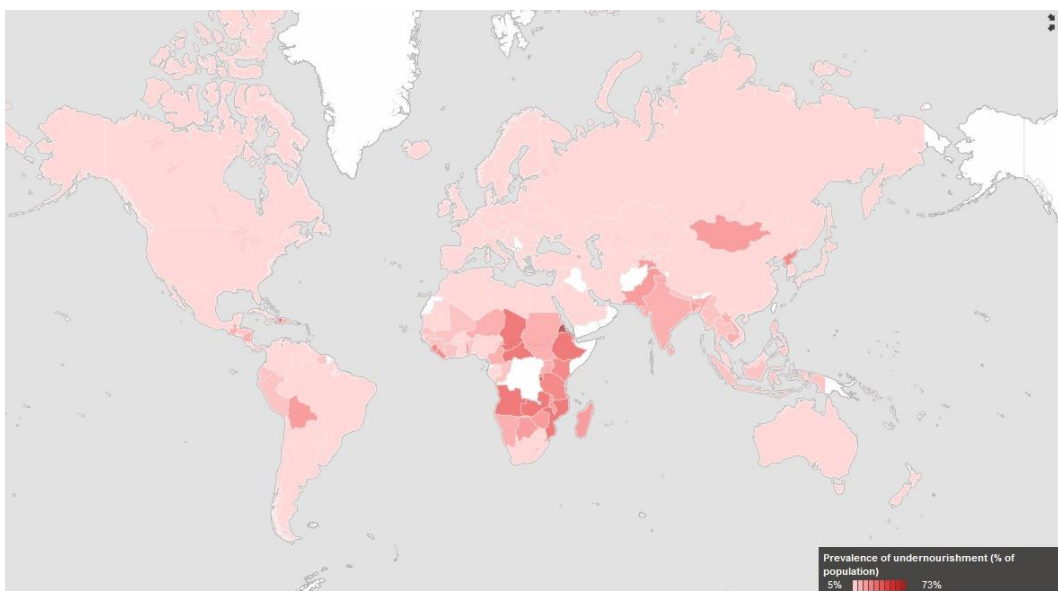 Prevalence of undernourishment (% of
population)
5% 73%